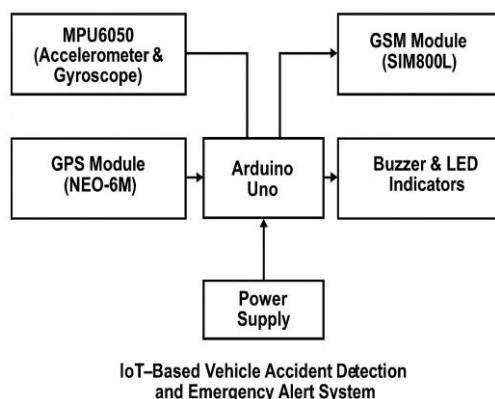 MPU6050
(Accelerometer &
Gyroscope)
GSM Module
(SIM800L)
GPS Module
(NEO-6M)
Arduino
Uno
Buzzer & LED
Indicators
Power
Supply
IoT–Based Vehicle Accident Detection
and Emergency Alert System